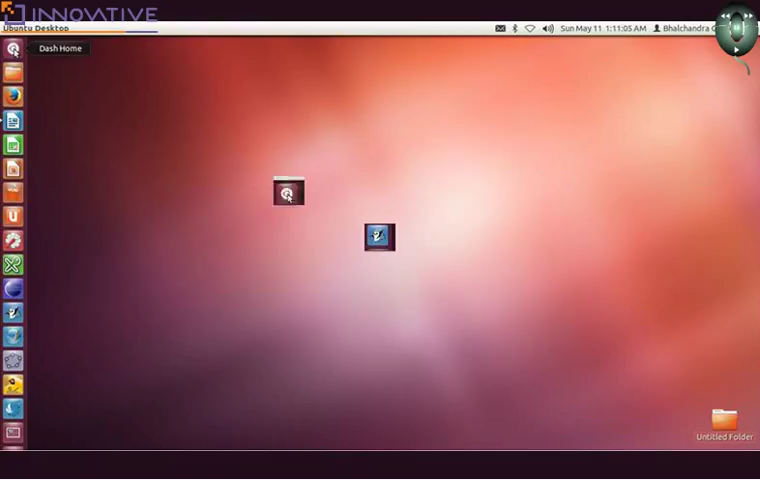 INNOVATIVE
Ubuntu Desktop
Sun May 11 1:11:05 AM
Bhalchandra
Dash Home
Untitled Folder